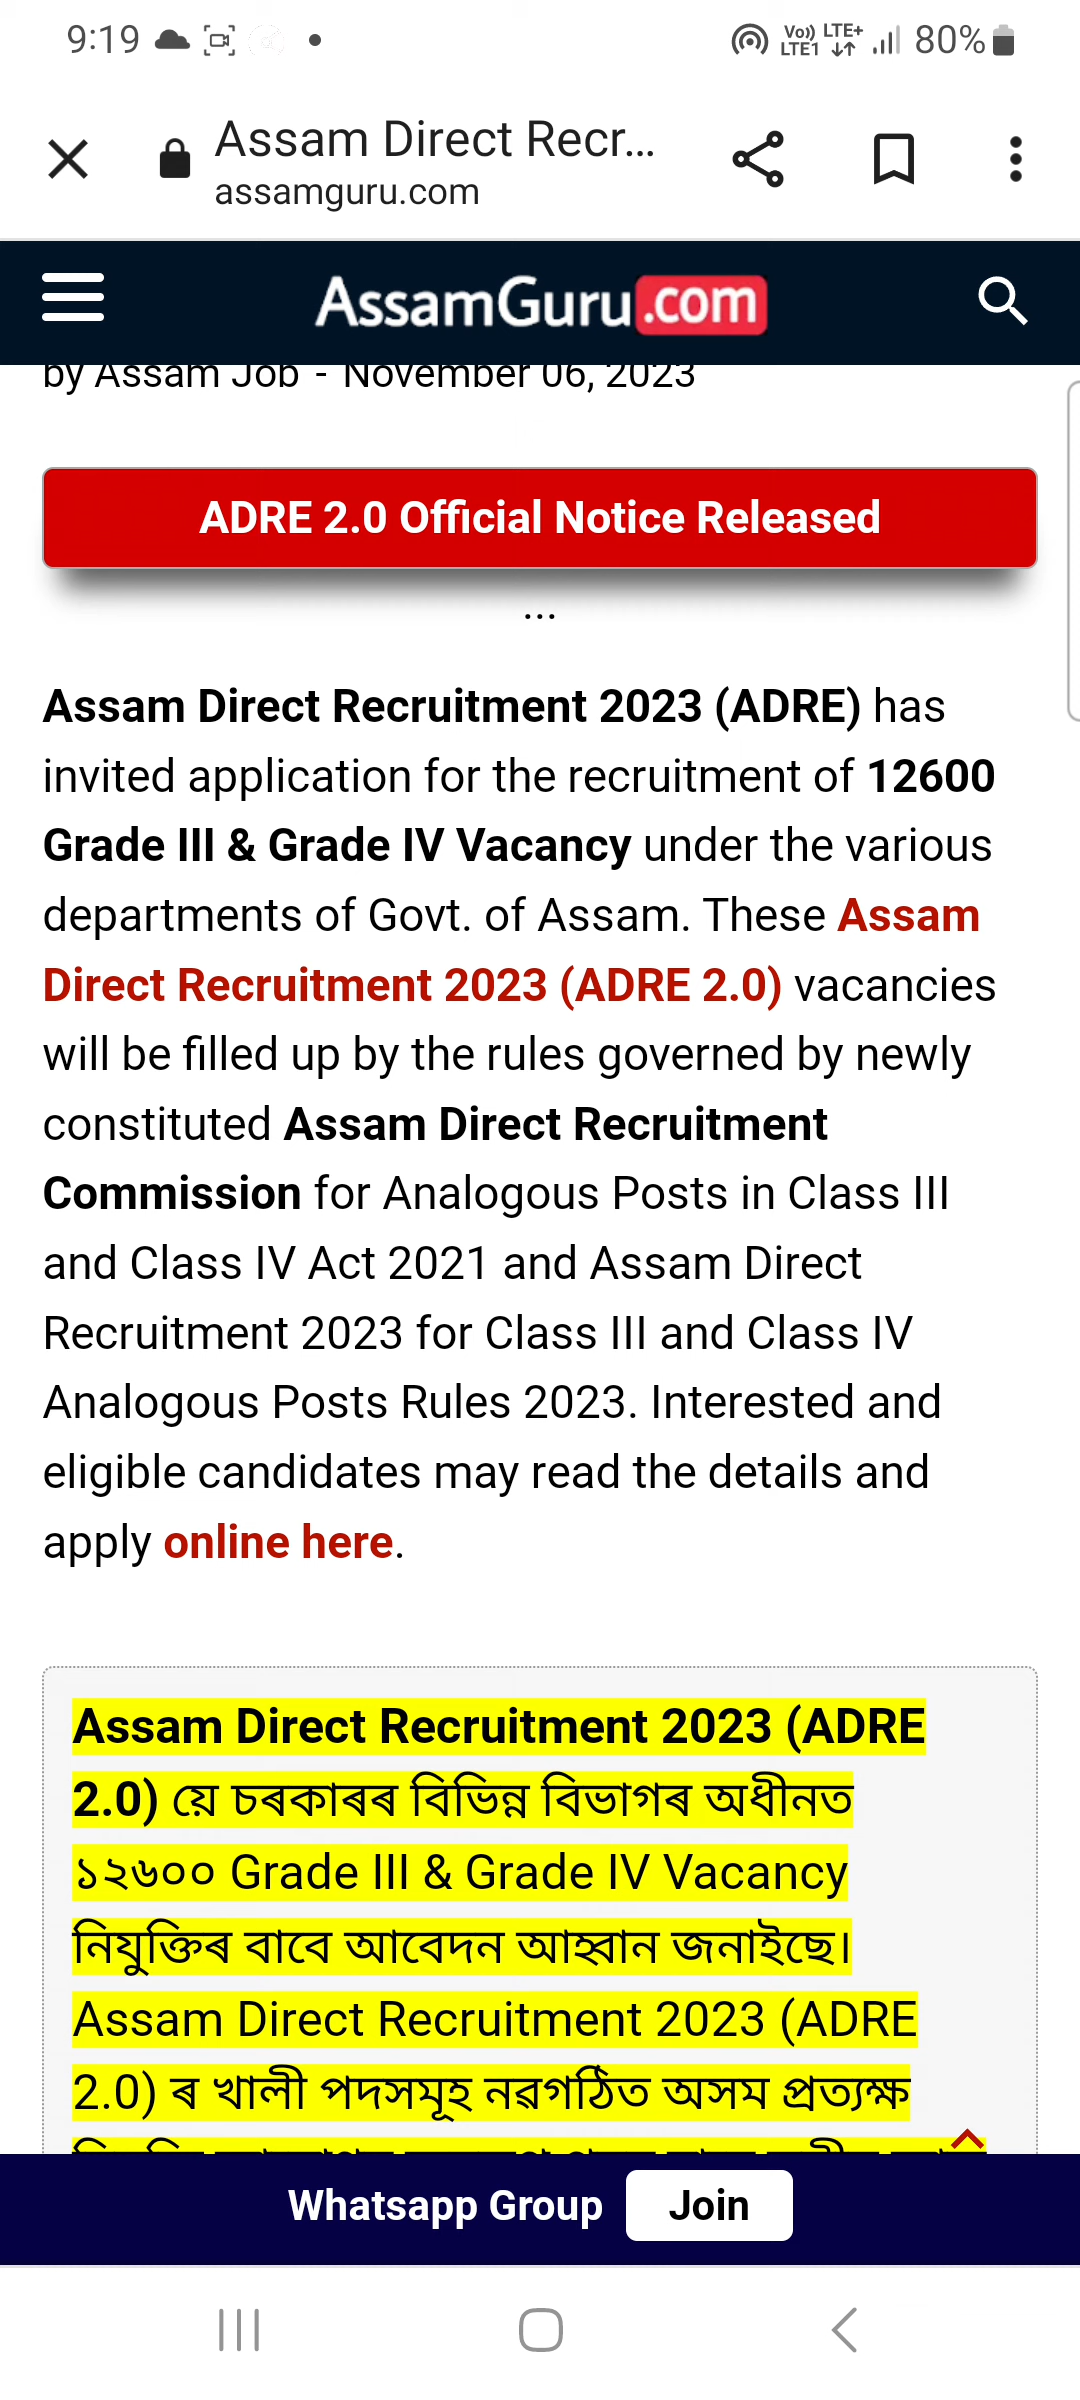 9:19
Vo)) LTE+
LTE1
80%
Assam Direct Recr...
assamguru.com
AssamGuru.com
by Assam Job - November 06, 2023
ADRE 2.0 Official Notice Released
...
Assam Direct Recruitment 2023 (ADRE) has
invited application for the recruitment of 12600
Grade III & Grade IV Vacancy under the various
departments of Govt. of Assam. These Assam
Direct Recruitment 2023 (ADRE 2.0) vacancies
will be filled up by the rules governed by newly
constituted Assam Direct Recruitment
Commission for Analogous Posts in Class III
and Class IV Act 2021 and Assam Direct
Recruitment 2023 for Class III and Class IV
Analogous Posts Rules 2023. Interested and
eligible candidates may read the details and
apply online here.
Assam Direct Recruitment 2023 (ADRE
2.0) য়ে চৰকাৰৰ বিভিন্ন বিভাগৰ অধীনত
১২৬০০ Grade III & Grade IV Vacancy
নিযুক্তিৰ বাবে আবেদন আহ্বান জনাইছে।
Assam Direct Recruitment 2023 (ADRE
2.0) ৰ খালী পদসমূহ নৱগঠিত অসম প্ৰত্যক্ষ
Whatsapp Group Join